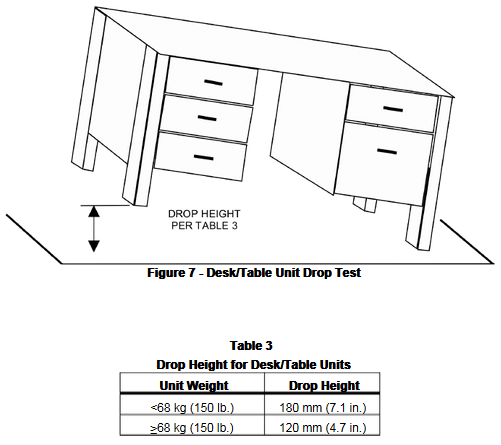 DROP HEIGHT
PER TABLE 3
Figure 7 - Desk/Table Unit Drop Test
Table 3
Drop Height for Desk/Table Units
Unit Weight Drop Height
<68 kg (150 lb.) 180 mm (7.1 in.)
≥68 kg (150 lb.) 120 mm (4.7 in.)